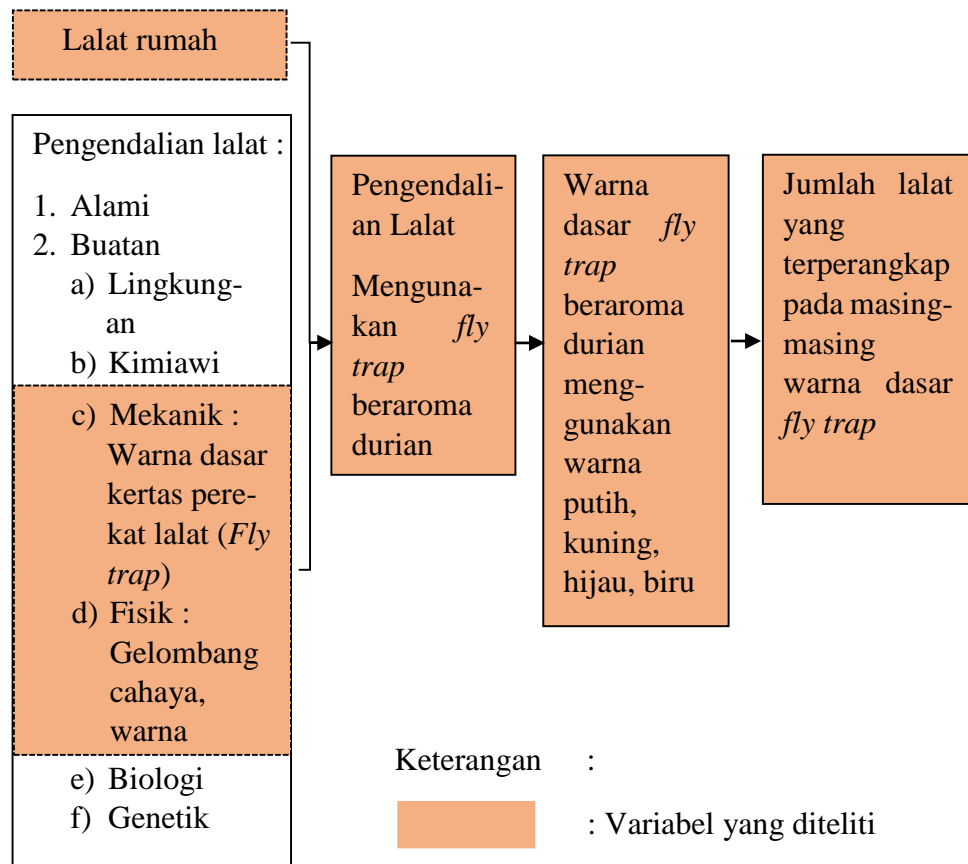 Lalat rumah
Pengendalian lalat :
1. Alami
2. Buatan
a) Lingkung-
an
b) Kimiawi
c) Mekanik :
Warna dasar
kertas pere-
kat lalat (Fly
trap)
d) Fisik :
Gelombang
cahaya,
warna
e) Biologi
f) Genetik
Pengendali-
an Lalat
Mengguna-
kan fly
trap
beraroma
durian
Warna
dasar fly
trap
beraroma
durian
meng-
gunakan
warna
putih,
kuning,
hijau, biru
Jumlah lalat
yang
terperangkap
pada masing-
masing
warna dasar
fly trap
Keterangan :
: Variabel yang diteliti